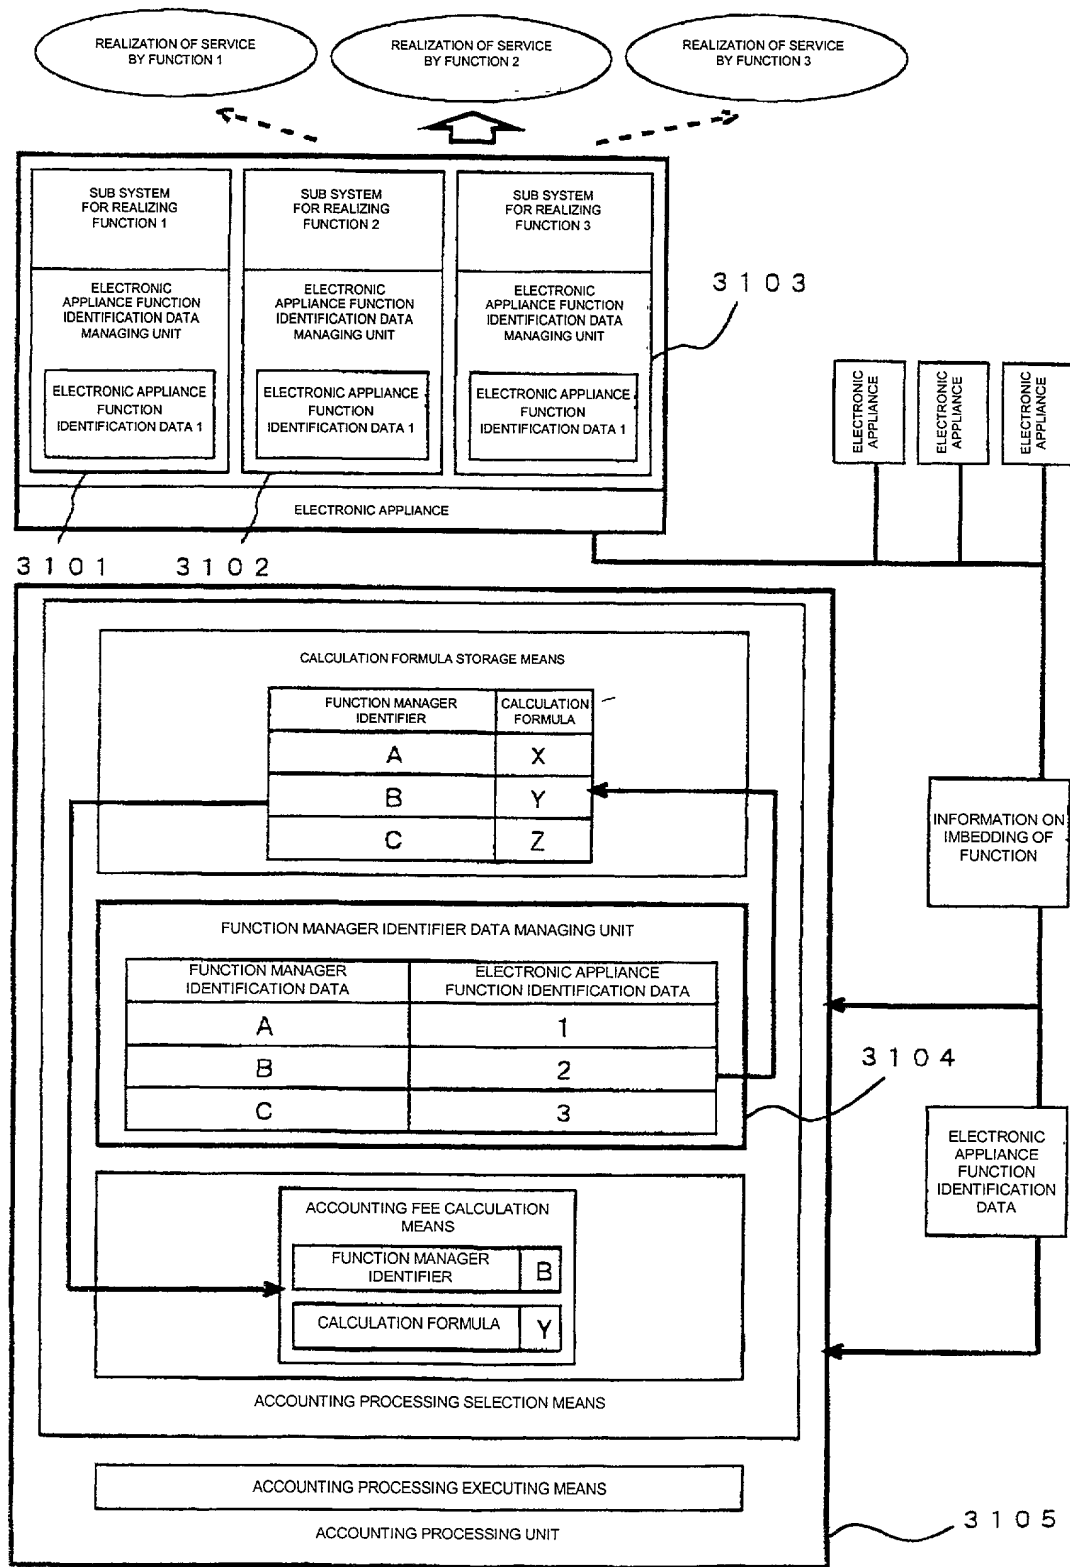 REALIZATION OF SERVICE
BY FUNCTION 1
REALIZATION OF SERVICE
BY FUNCTION 2
REALIZATION OF SERVICE
BY FUNCTION 3
SUB SYSTEM
FOR REALIZING
FUNCTION 1
SUB SYSTEM
FOR REALIZING
FUNCTION 2
SUB SYSTEM
FOR REALIZING
FUNCTION 3
ELECTRONIC
APPLIANCE FUNCTION
IDENTIFICATION DATA
MANAGING UNIT
ELECTRONIC
APPLIANCE FUNCTION
IDENTIFICATION DATA
MANAGING UNIT
ELECTRONIC
APPLIANCE FUNCTION
IDENTIFICATION DATA
MANAGING UNIT
ELECTRONIC APPLIANCE
FUNCTION
IDENTIFICATION DATA 1
ELECTRONIC APPLIANCE
FUNCTION
IDENTIFICATION DATA 1
ELECTRONIC APPLIANCE
FUNCTION
IDENTIFICATION DATA 1
ELECTRONIC APPLIANCE
3103
ELECTRONIC
APPLIANCE
ELECTRONIC
APPLIANCE
ELECTRONIC
APPLIANCE
3101
3102
CALCULATION FORMULA STORAGE MEANS
FUNCTION MANAGER
IDENTIFIER
CALCULATION
FORMULA
A
X
B
Y
C
Z
INFORMATION ON
IMBEDDING OF
FUNCTION
FUNCTION MANAGER IDENTIFIER DATA MANAGING UNIT
FUNCTION MANAGER
IDENTIFICATION DATA
ELECTRONIC APPLIANCE
FUNCTION IDENTIFICATION DATA
A
1
B
2
C
3
3104
ELECTRONIC
APPLIANCE
FUNCTION
IDENTIFICATION
DATA
ACCOUNTING FEE CALCULATION
MEANS
FUNCTION MANAGER
IDENTIFIER
B
CALCULATION FORMULA
Y
ACCOUNTING PROCESSING SELECTION MEANS
ACCOUNTING PROCESSING EXECUTING MEANS
ACCOUNTING PROCESSING UNIT
3105